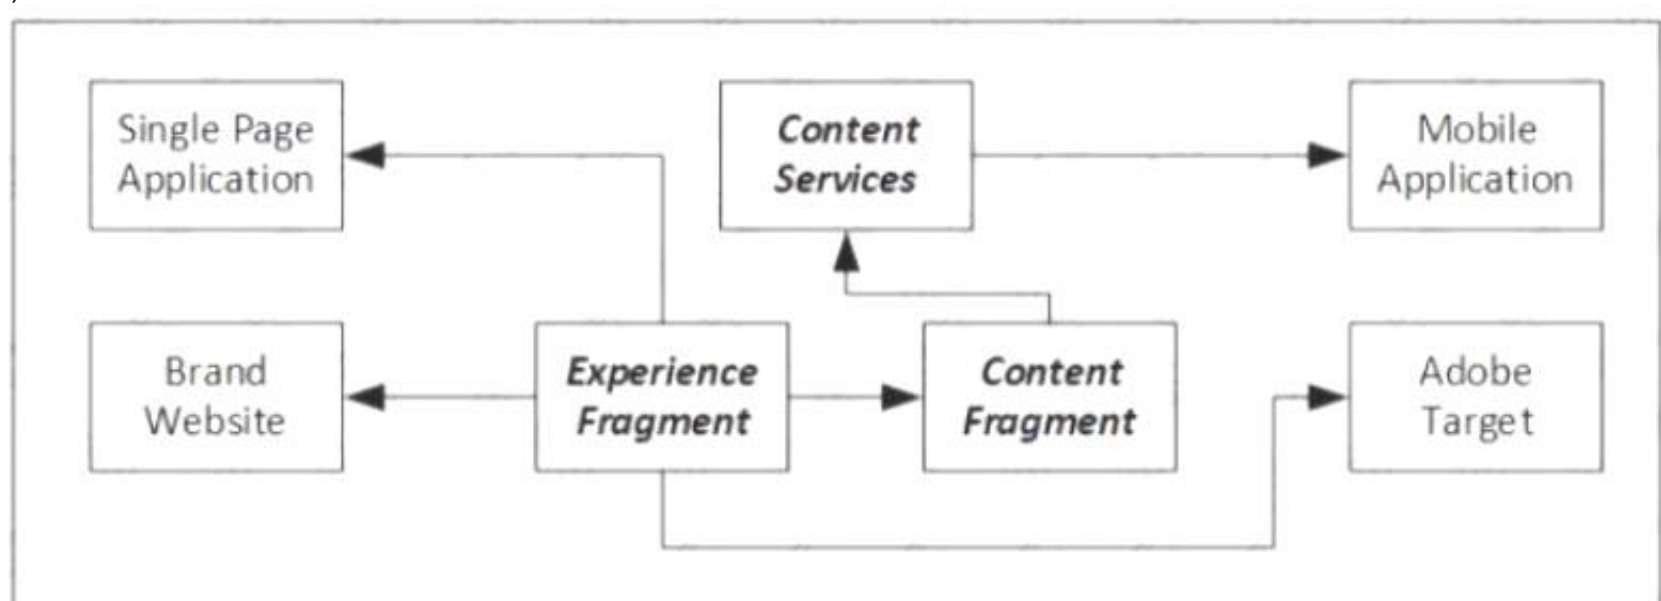 Single Page
Application
Content
Services
Mobile
Application
Brand
Website
Experience
Fragment
Content
Fragment
Adobe
Target